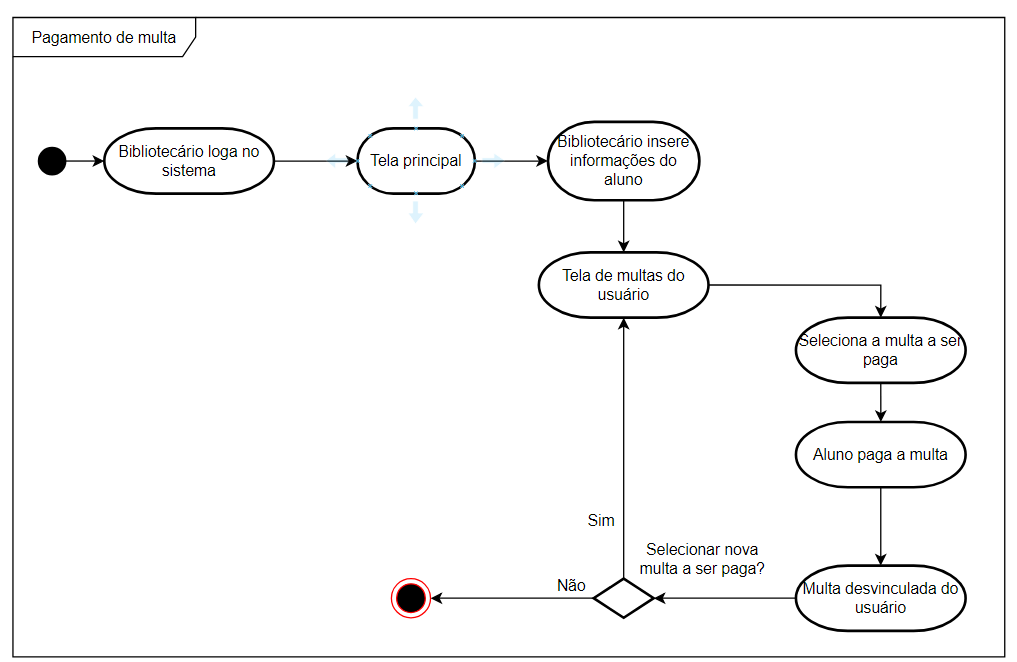 Pagamento de multa
Bibliotecário loga no
sistema
Tela principal
Bibliotecário insere
informações do
aluno
Tela de multas do
usuário
Seleciona a multa a ser
paga
Aluno paga a multa
Multa desvinculada do
usuário
Selecionar nova
multa a ser paga?
Sim
Não